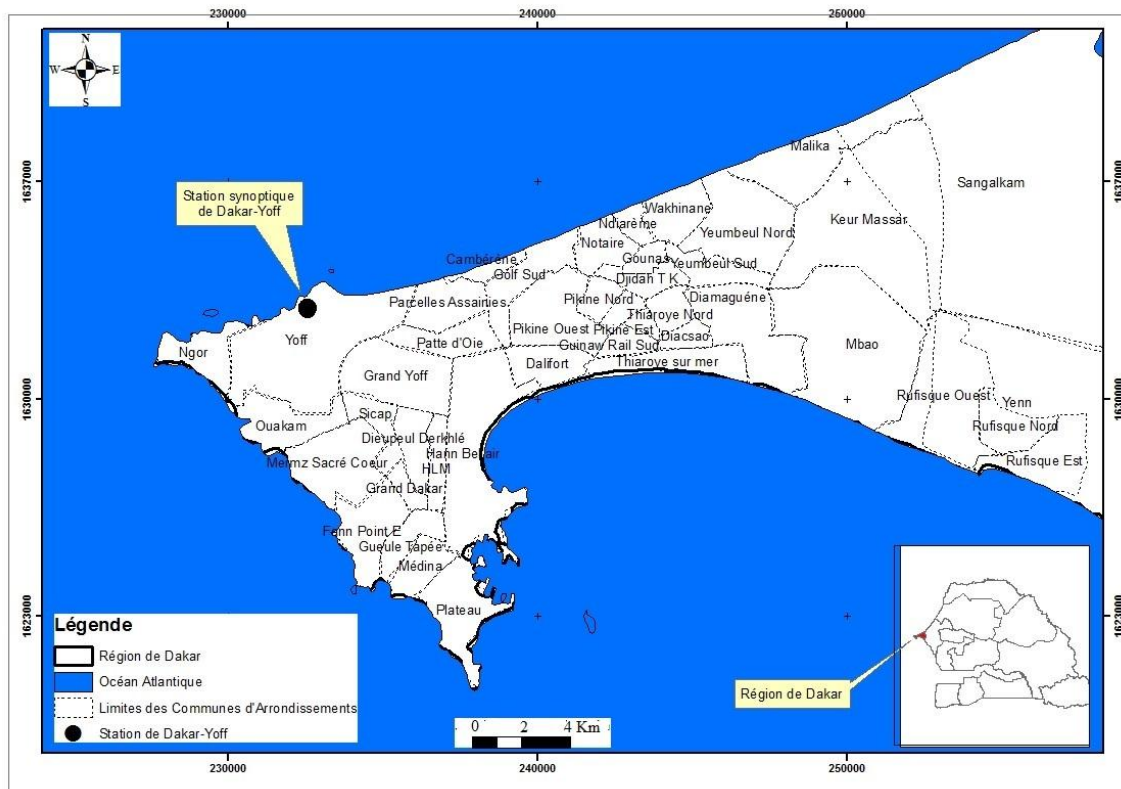 230000 240000 250000
N
W E
S
1637000 1637000
1630000 1630000
1623000 1623000
Station synoptique
de Dakar-Yoff
Malika
Sangalkam
Wakhinane
Keur Massar
Ndiarème
Yeumbeul Nord
Notaire
Cambérène
Gounas
Yeumbeul Sud
Golf Sud
Djidah T K
Parcelles Assainies
Pikine Nord
Diamaguéne
Thiaroye Nord
Yoff
Patte d'Oie
Pikine Ouest Pikine Est
Diacsao
Guinaw Rail Sud
Mbao
Ngor
Grand Yoff
Dalifort
Thiaroye sur mer
Rufisque Ouest
Yenn
Sicap
Ouakam
Rufisque Nord
Dieupeul Derkhlé
Hann Bel air
Mermz Sacré Coeur
HLM
Rufisque Est
Grand Dakar
Fann Point E
Gueule Tapée
Médina
Plateau
Légende
Région de Dakar
Océan Atlantique
Limites des Communes d'Arrondissements
Station de Dakar-Yoff
0 2 4 Km
Région de Dakar
230000 240000 250000